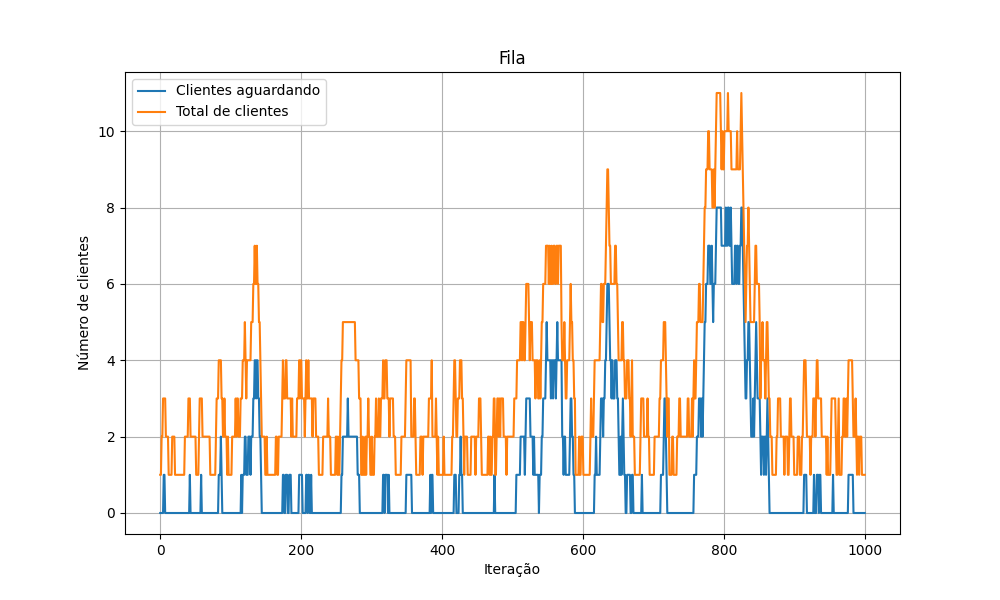 Fila
Clientes aguardando
Total de clientes
Número de clientes
10
8
6
4
2
0
0 200 400 600 800 1000
Iteração